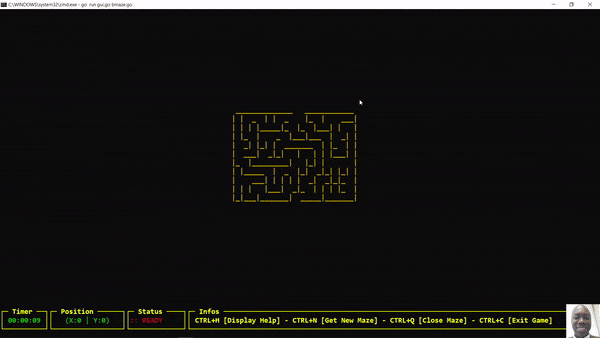 C:\WINDOWS\system32\cmd.exe - go run gui.go bmaze.go
Timer
00:00:09
Position
(X:0 | Y:0)
Status
:: READY
Infos
CTRL+H [Display Help] - CTRL+N [Get New Maze] - CTRL+Q [Close Maze] - CTRL+C [Exit Game]